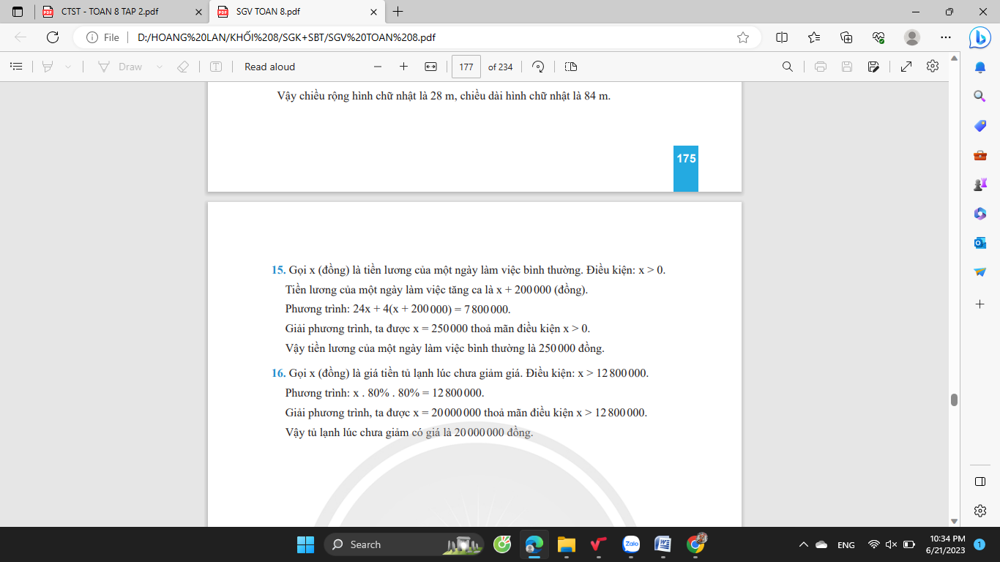 CTST - TOAN 8 TAP 2.pdf
SGV TOAN 8.pdf
File
D:/HOANG%20LAN/KHỐI%208/SGK+SBT/SGV%20TOAN%208.pdf
Draw
Read aloud
177 of 234
Vậy chiều rộng hình chữ nhật là 28 m, chiều dài hình chữ nhật là 84 m.
175
15. Gọi x (đồng) là tiền lương của một ngày làm việc bình thường. Điều kiện: x > 0.
Tiền lương của một ngày làm việc tăng ca là x + 200 000 (đồng).
Phương trình: 24x + 4(x + 200 000) = 7 800 000.
Giải phương trình, ta được x = 250 000 thoả mãn điều kiện x > 0.
Vậy tiền lương của một ngày làm việc bình thường là 250 000 đồng.
16. Gọi x (đồng) là giá tiền tủ lạnh lúc chưa giảm giá. Điều kiện: x > 12 800 000.
Phương trình: x . 80% . 80% = 12 800 000.
Giải phương trình, ta được x = 20 000 000 thoả mãn điều kiện x > 12 800 000.
Vậy tủ lạnh lúc chưa giảm có giá là 20 000 000 đồng.
Search
Zalo
ENG
10:34 PM
6/21/2023
1